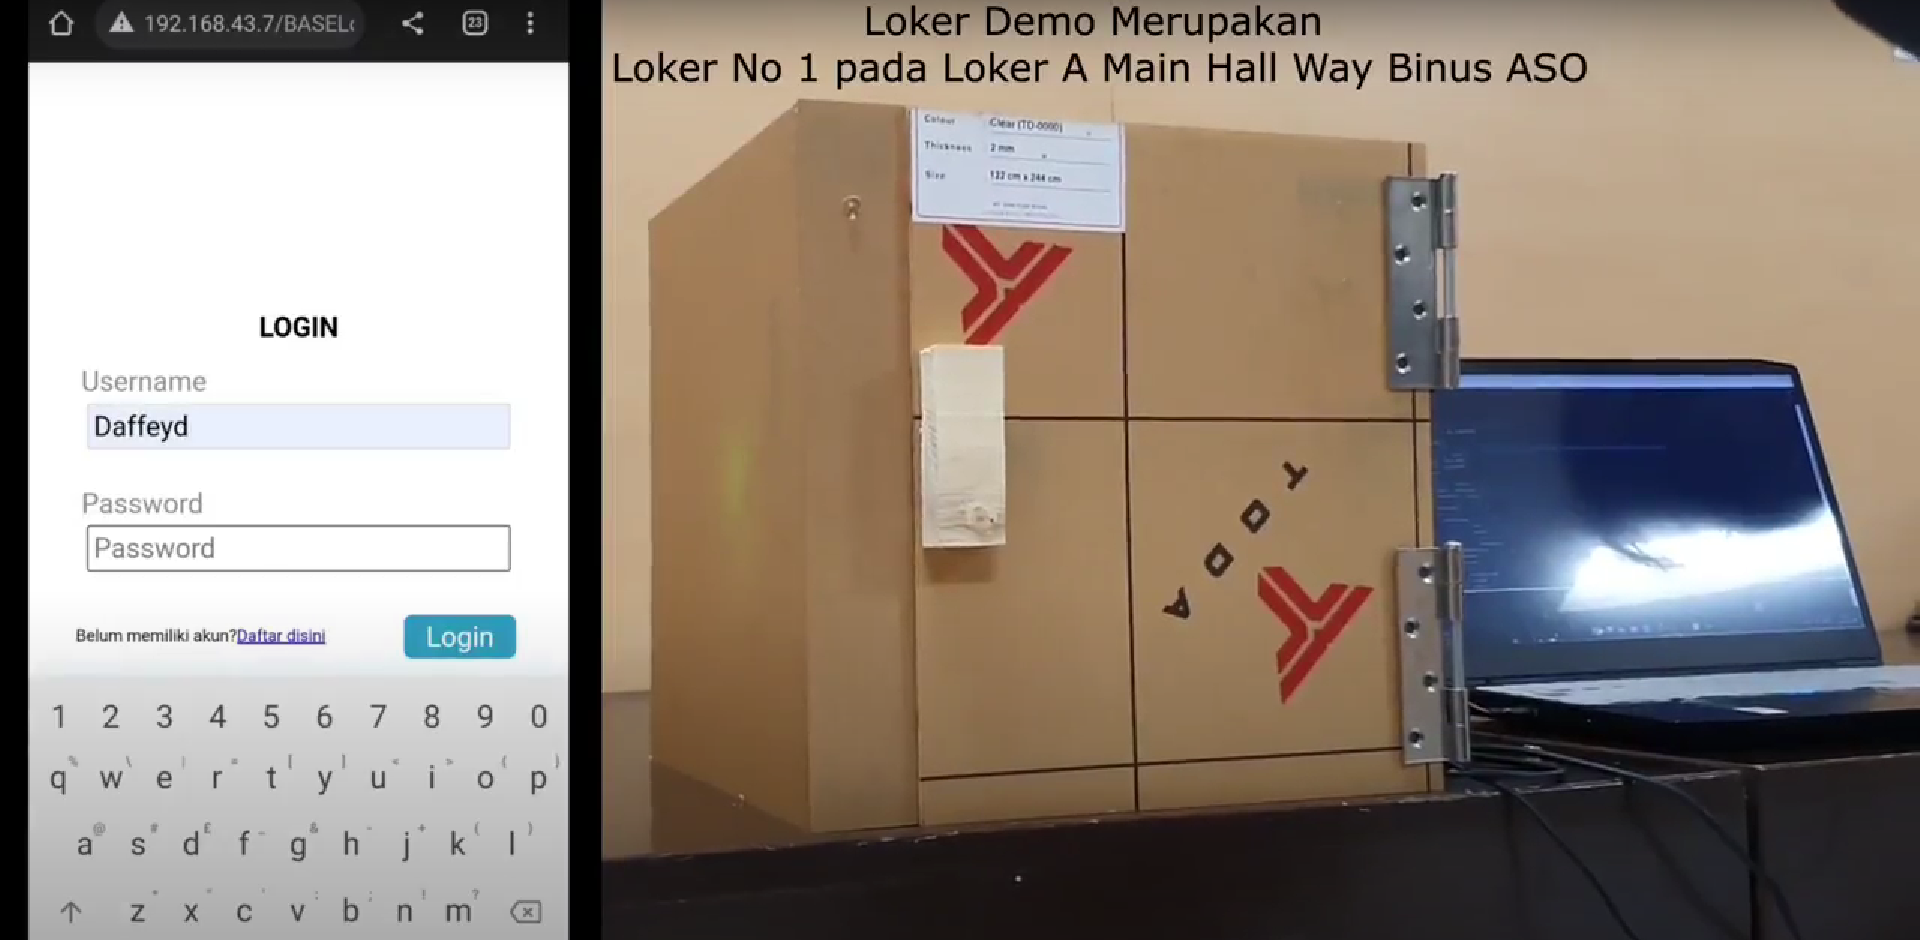 192.168.43.7/BASEL
23
LOGIN
Username
Daffeyd
Password
Password
Belum memiliki akun?Daftar disini
Login
1 2 3 4 5 6 7 8 9 0
q w e r t y u i o p
a s d f g h j k l
z x c v b n m
Loker Demo Merupakan
Loker No 1 pada Loker A Main Hall Way Binus ASO
Colour Clear (TD-0000)
Thickness 2 mm
Size 122 cm x 244 cm